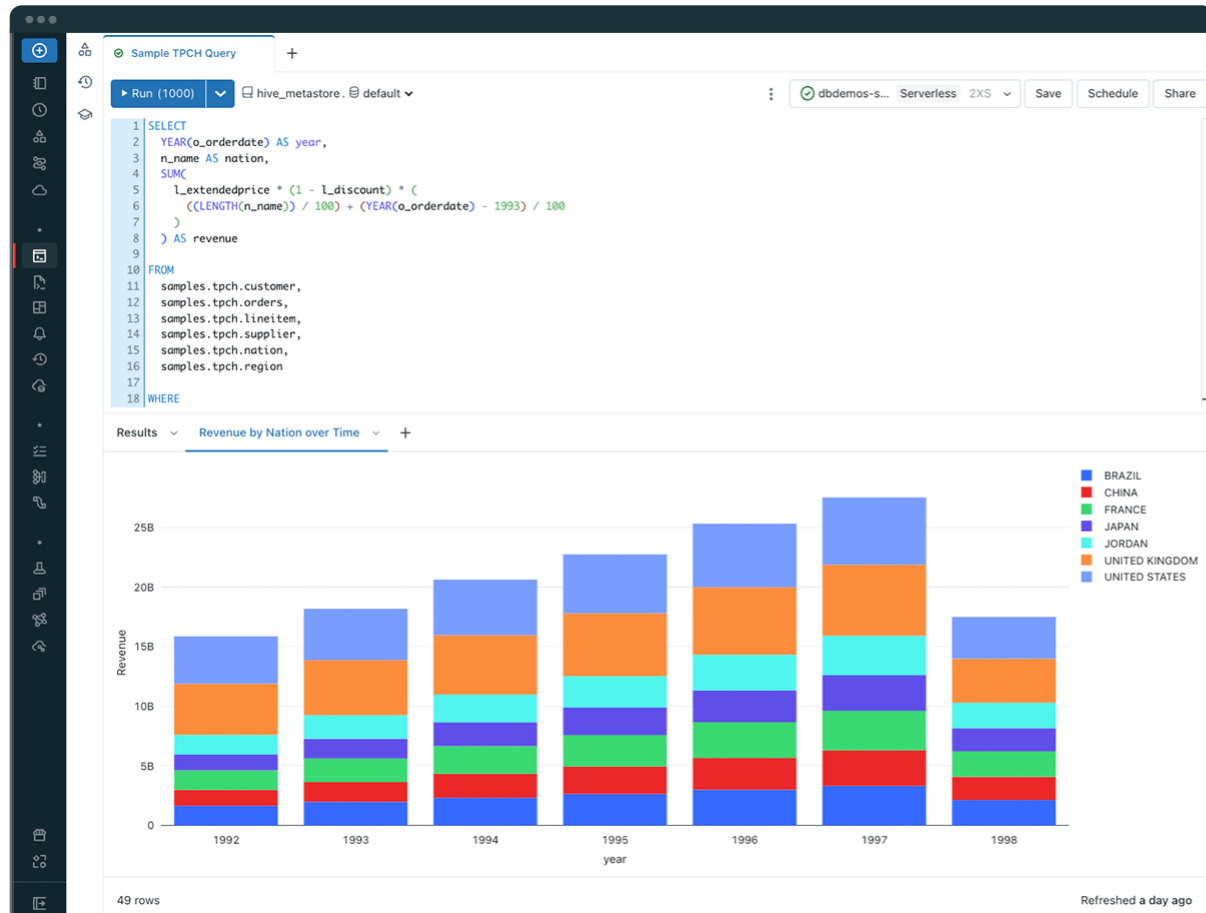 Sample TPCH Query
Run (1000) hive_metastore. default dbdemos-s... Serverless 2XS Save Schedule Share
1 SELECT
2 YEAR(o_orderdate) AS year,
3 n_name AS nation,
4 SUM(
5 l_extendedprice * (1 - l_discount) * (
6 ((LENGTH(n_name)) / 100) + (YEAR(o_orderdate) - 1993) / 100
7 )
8 ) AS revenue
9
10 FROM
11 samples.tpch.customer,
12 samples.tpch.orders,
13 samples.tpch.lineitem,
14 samples.tpch.supplier,
15 samples.tpch.nation,
16 samples.tpch.region
17
18 WHERE
Results Revenue by Nation over Time
BRAZIL
CHINA
FRANCE
JAPAN
JORDAN
UNITED KINGDOM
UNITED STATES
Revenue
25B
20B
15B
10B
5B
0
1992 1993 1994 1995 1996 1997 1998
year
49 rows Refreshed a day ago